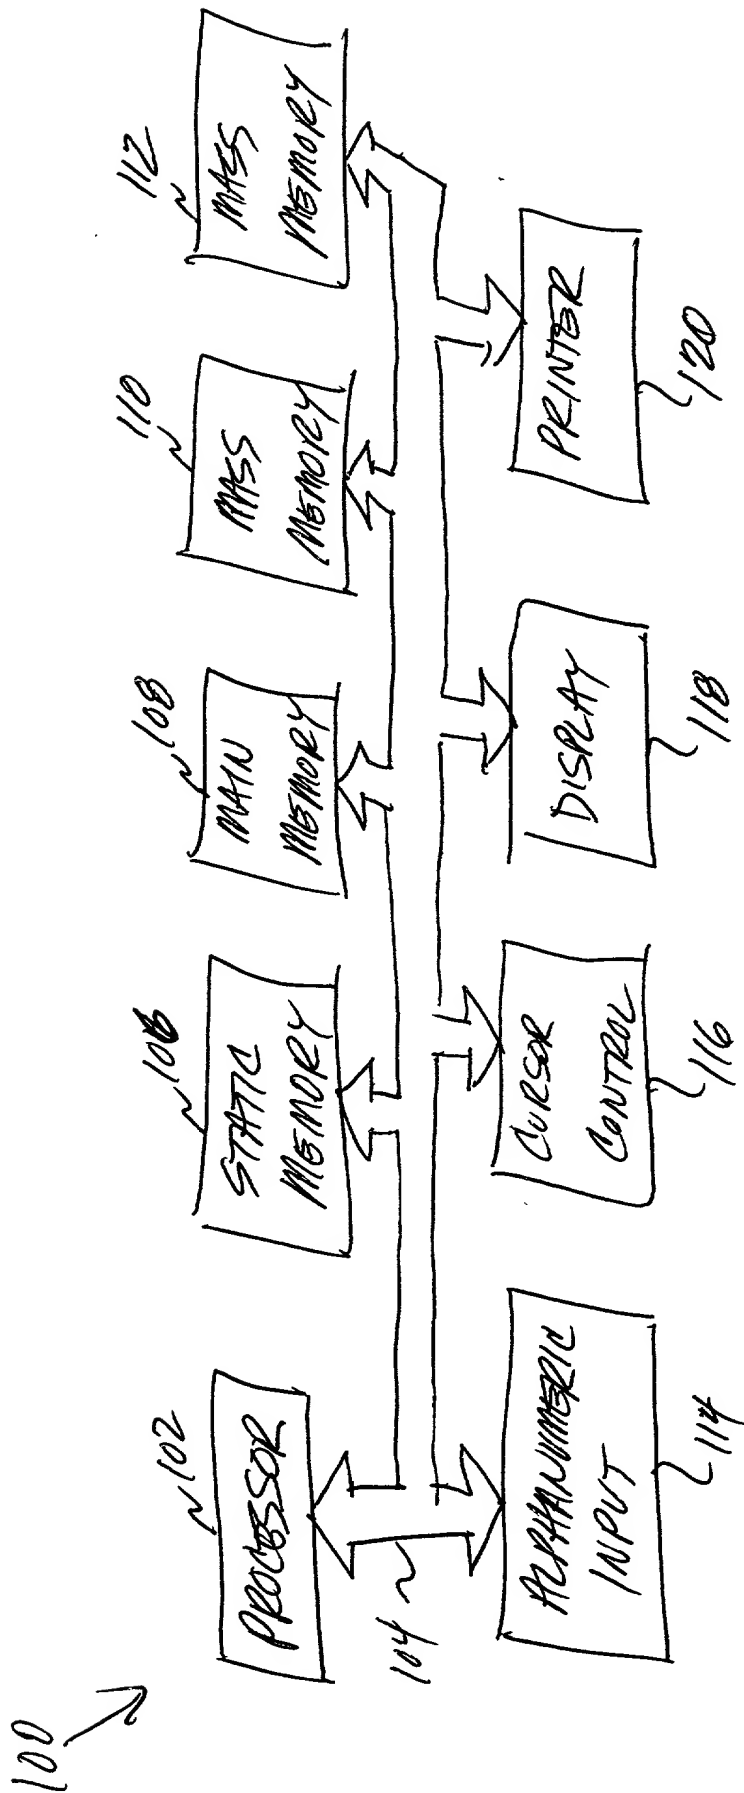 100
102
PROCESSOR
106
STATIC
MEMORY
108
MAIN
MEMORY
110
MASS
MEMORY
112
MASS
MEMORY
104
ALPHANUMERIC
INPUT
114
CURSOR
CONTROL
116
DISPLAY
118
PRINTER
120